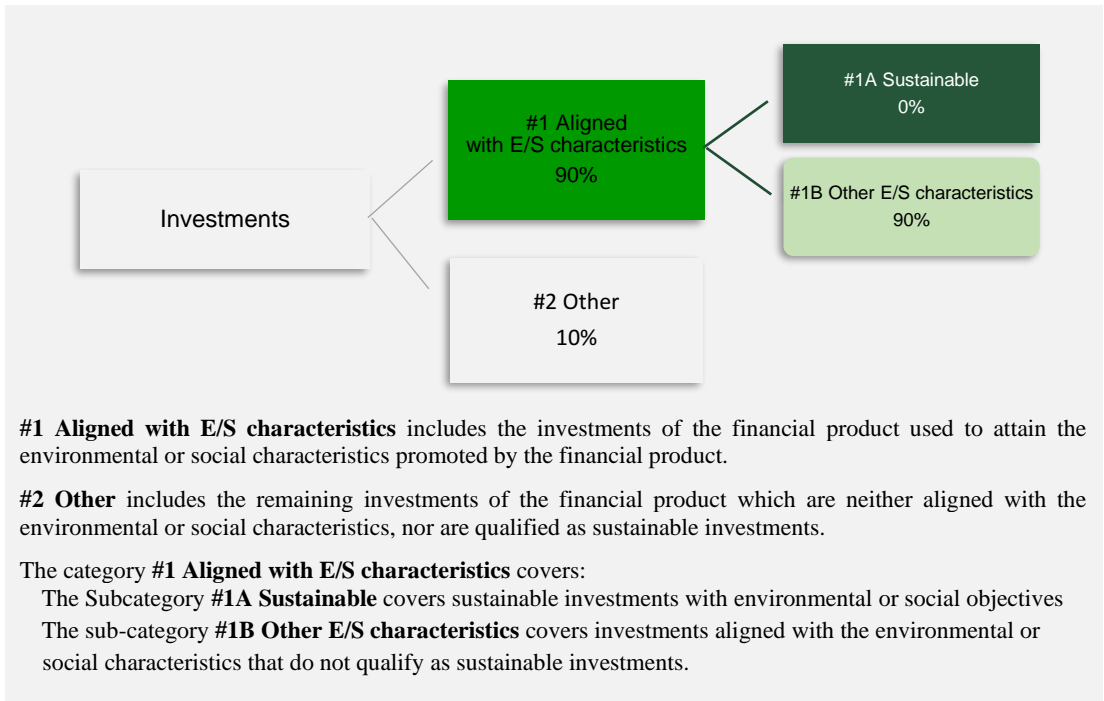 Investments
#1 Aligned
with E/S characteristics
90%
#2 Other
10%
#1A Sustainable
0%
#1B Other E/S characteristics
90%
#1 Aligned with E/S characteristics includes the investments of the financial product used to attain the
environmental or social characteristics promoted by the financial product.
#2 Other includes the remaining investments of the financial product which are neither aligned with the
environmental or social characteristics, nor are qualified as sustainable investments.
The category #1 Aligned with E/S characteristics covers:
The Subcategory #1A Sustainable covers sustainable investments with environmental or social objectives
The sub-category #1B Other E/S characteristics covers investments aligned with the environmental or
social characteristics that do not qualify as sustainable investments.